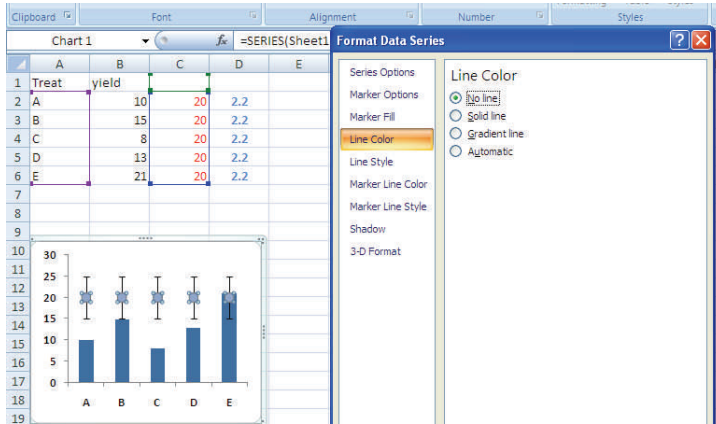 Clipboard Font Alignment Number Styles
Chart 1 fx =SERIES(Sheet1
A B C D E
1 Treat yield
2 A 10 20 2.2
3 B 15 20 2.2
4 C 8 20 2.2
5 D 13 20 2.2
6 E 21 20 2.2
7
8
9
10
11
12
13
14
15
16
17
18
19
30
25
20
15
10
5
0
A B C D E
Format Data Series
Series Options
Marker Options
Marker Fill
Line Color
Line Style
Marker Line Color
Marker Line Style
Shadow
3-D Format
Line Color
No line
Solid line
Gradient line
Automatic